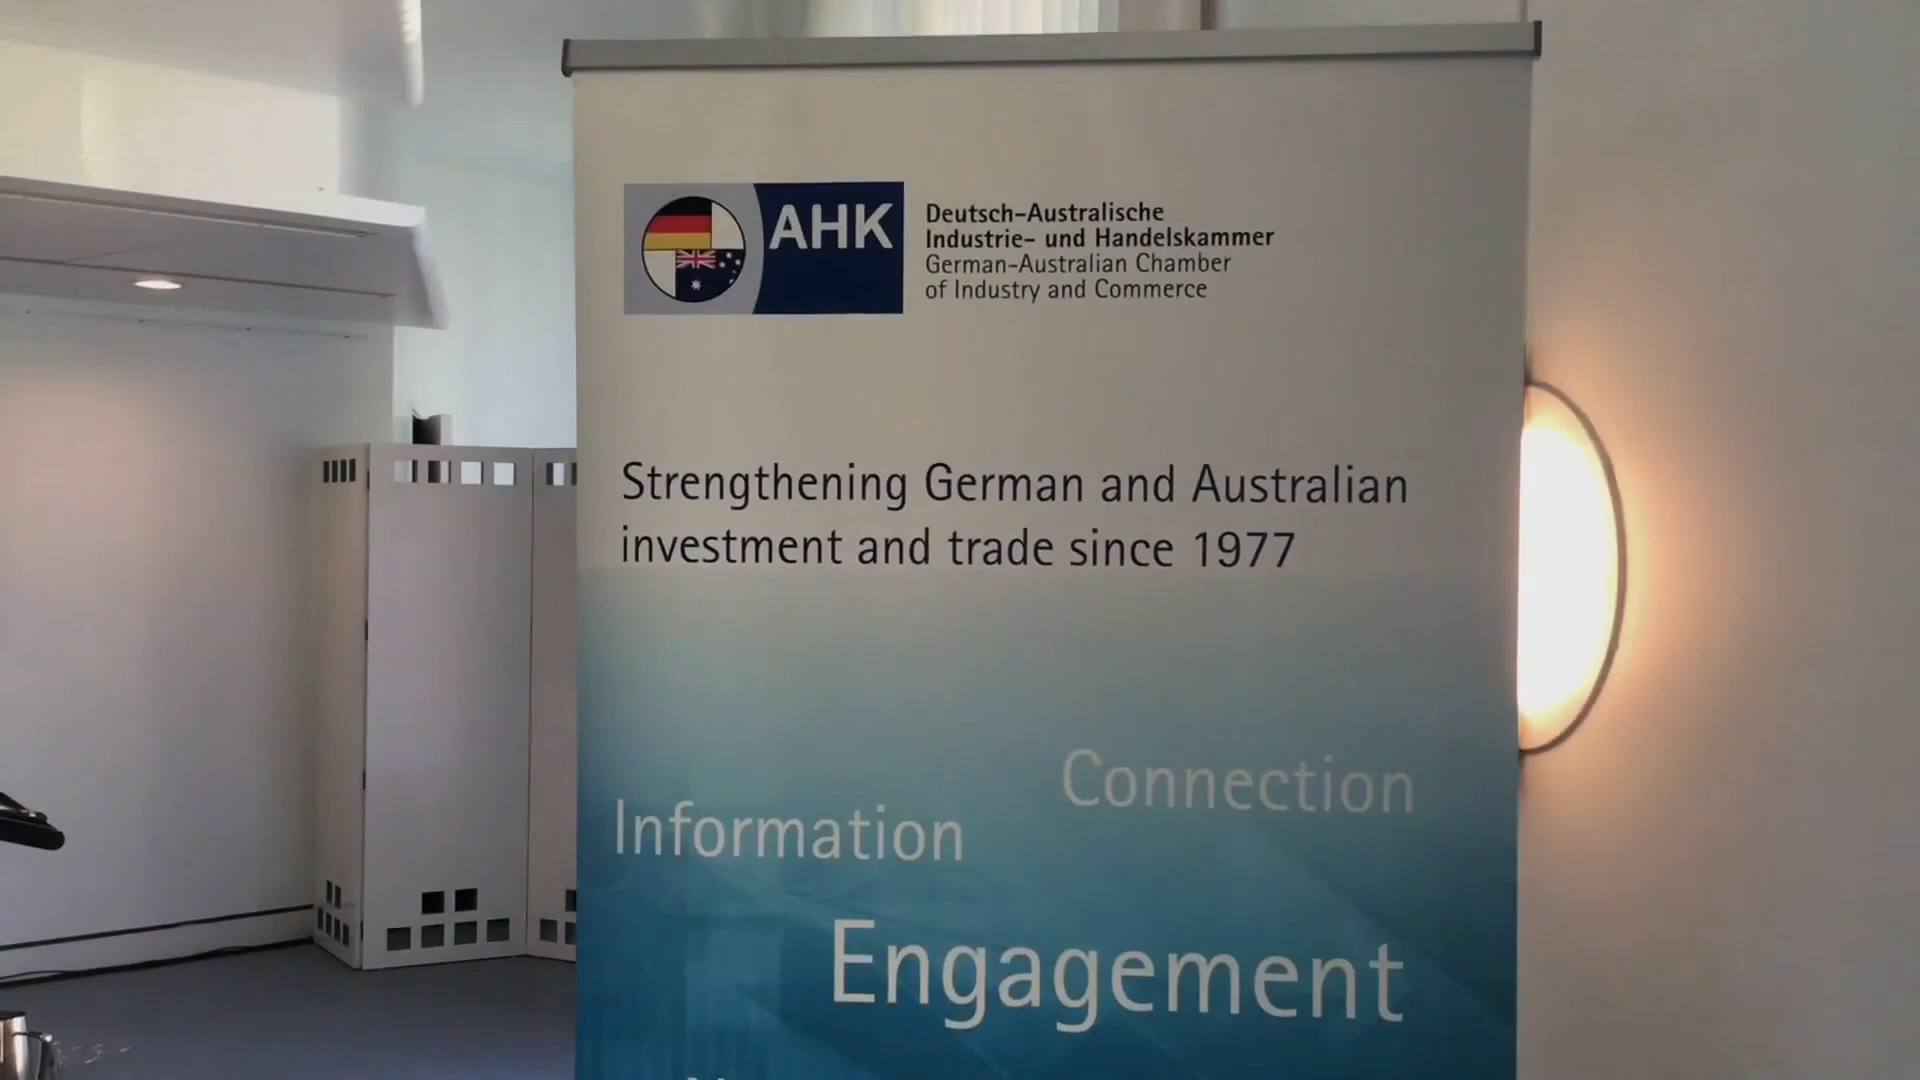 AHK
Deutsch-Australische
Industrie- und Handelskammer
German-Australian Chamber
of Industry and Commerce
Strengthening German and Australian
investment and trade since 1977
Connection
Information
Engagement